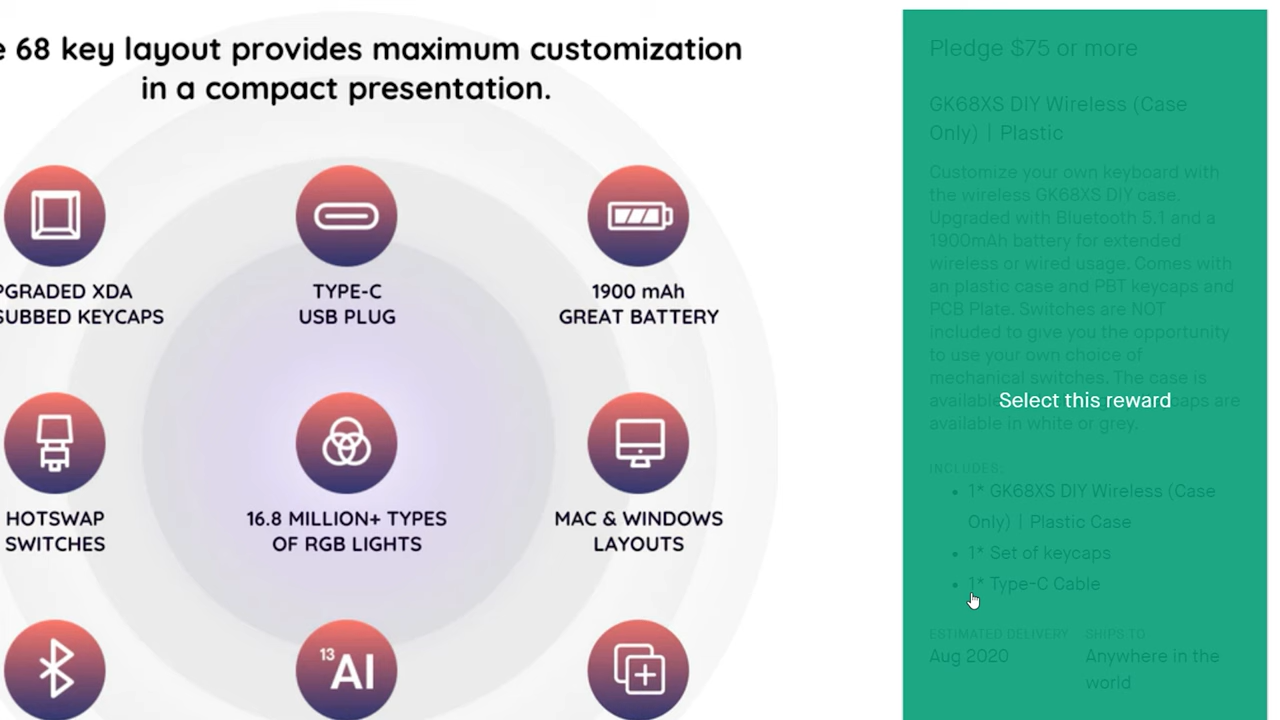 e 68 key layout provides maximum customization
in a compact presentation.
PGRADED XDA
SUBBED KEYCAPS
TYPE-C
USB PLUG
1900 mAh
GREAT BATTERY
HOTSWAP
SWITCHES
16.8 MILLION+ TYPES
OF RGB LIGHTS
MAC & WINDOWS
LAYOUTS
13
AI
Pledge $75 or more
GK68XS DIY Wireless (Case
Only) | Plastic
Customize your own keyboard with
the wireless GK68XS DIY case.
Upgraded with Bluetooth 5.1 and a
1900mAh battery for extended
wireless or wired usage. Comes with
an plastic case and PBT keycaps and
PCB Plate. Switches are NOT
included to give you the opportunity
to use your own choice of
mechanical switches. The case is
available caps are
Select this reward
available in white or grey.
INCLUDES:
• 1* GK68XS DIY Wireless (Case
Only) | Plastic Case
• 1* Set of keycaps
• 1* Type-C Cable
ESTIMATED DELIVERY
Aug 2020
SHIPS TO
Anywhere in the
world